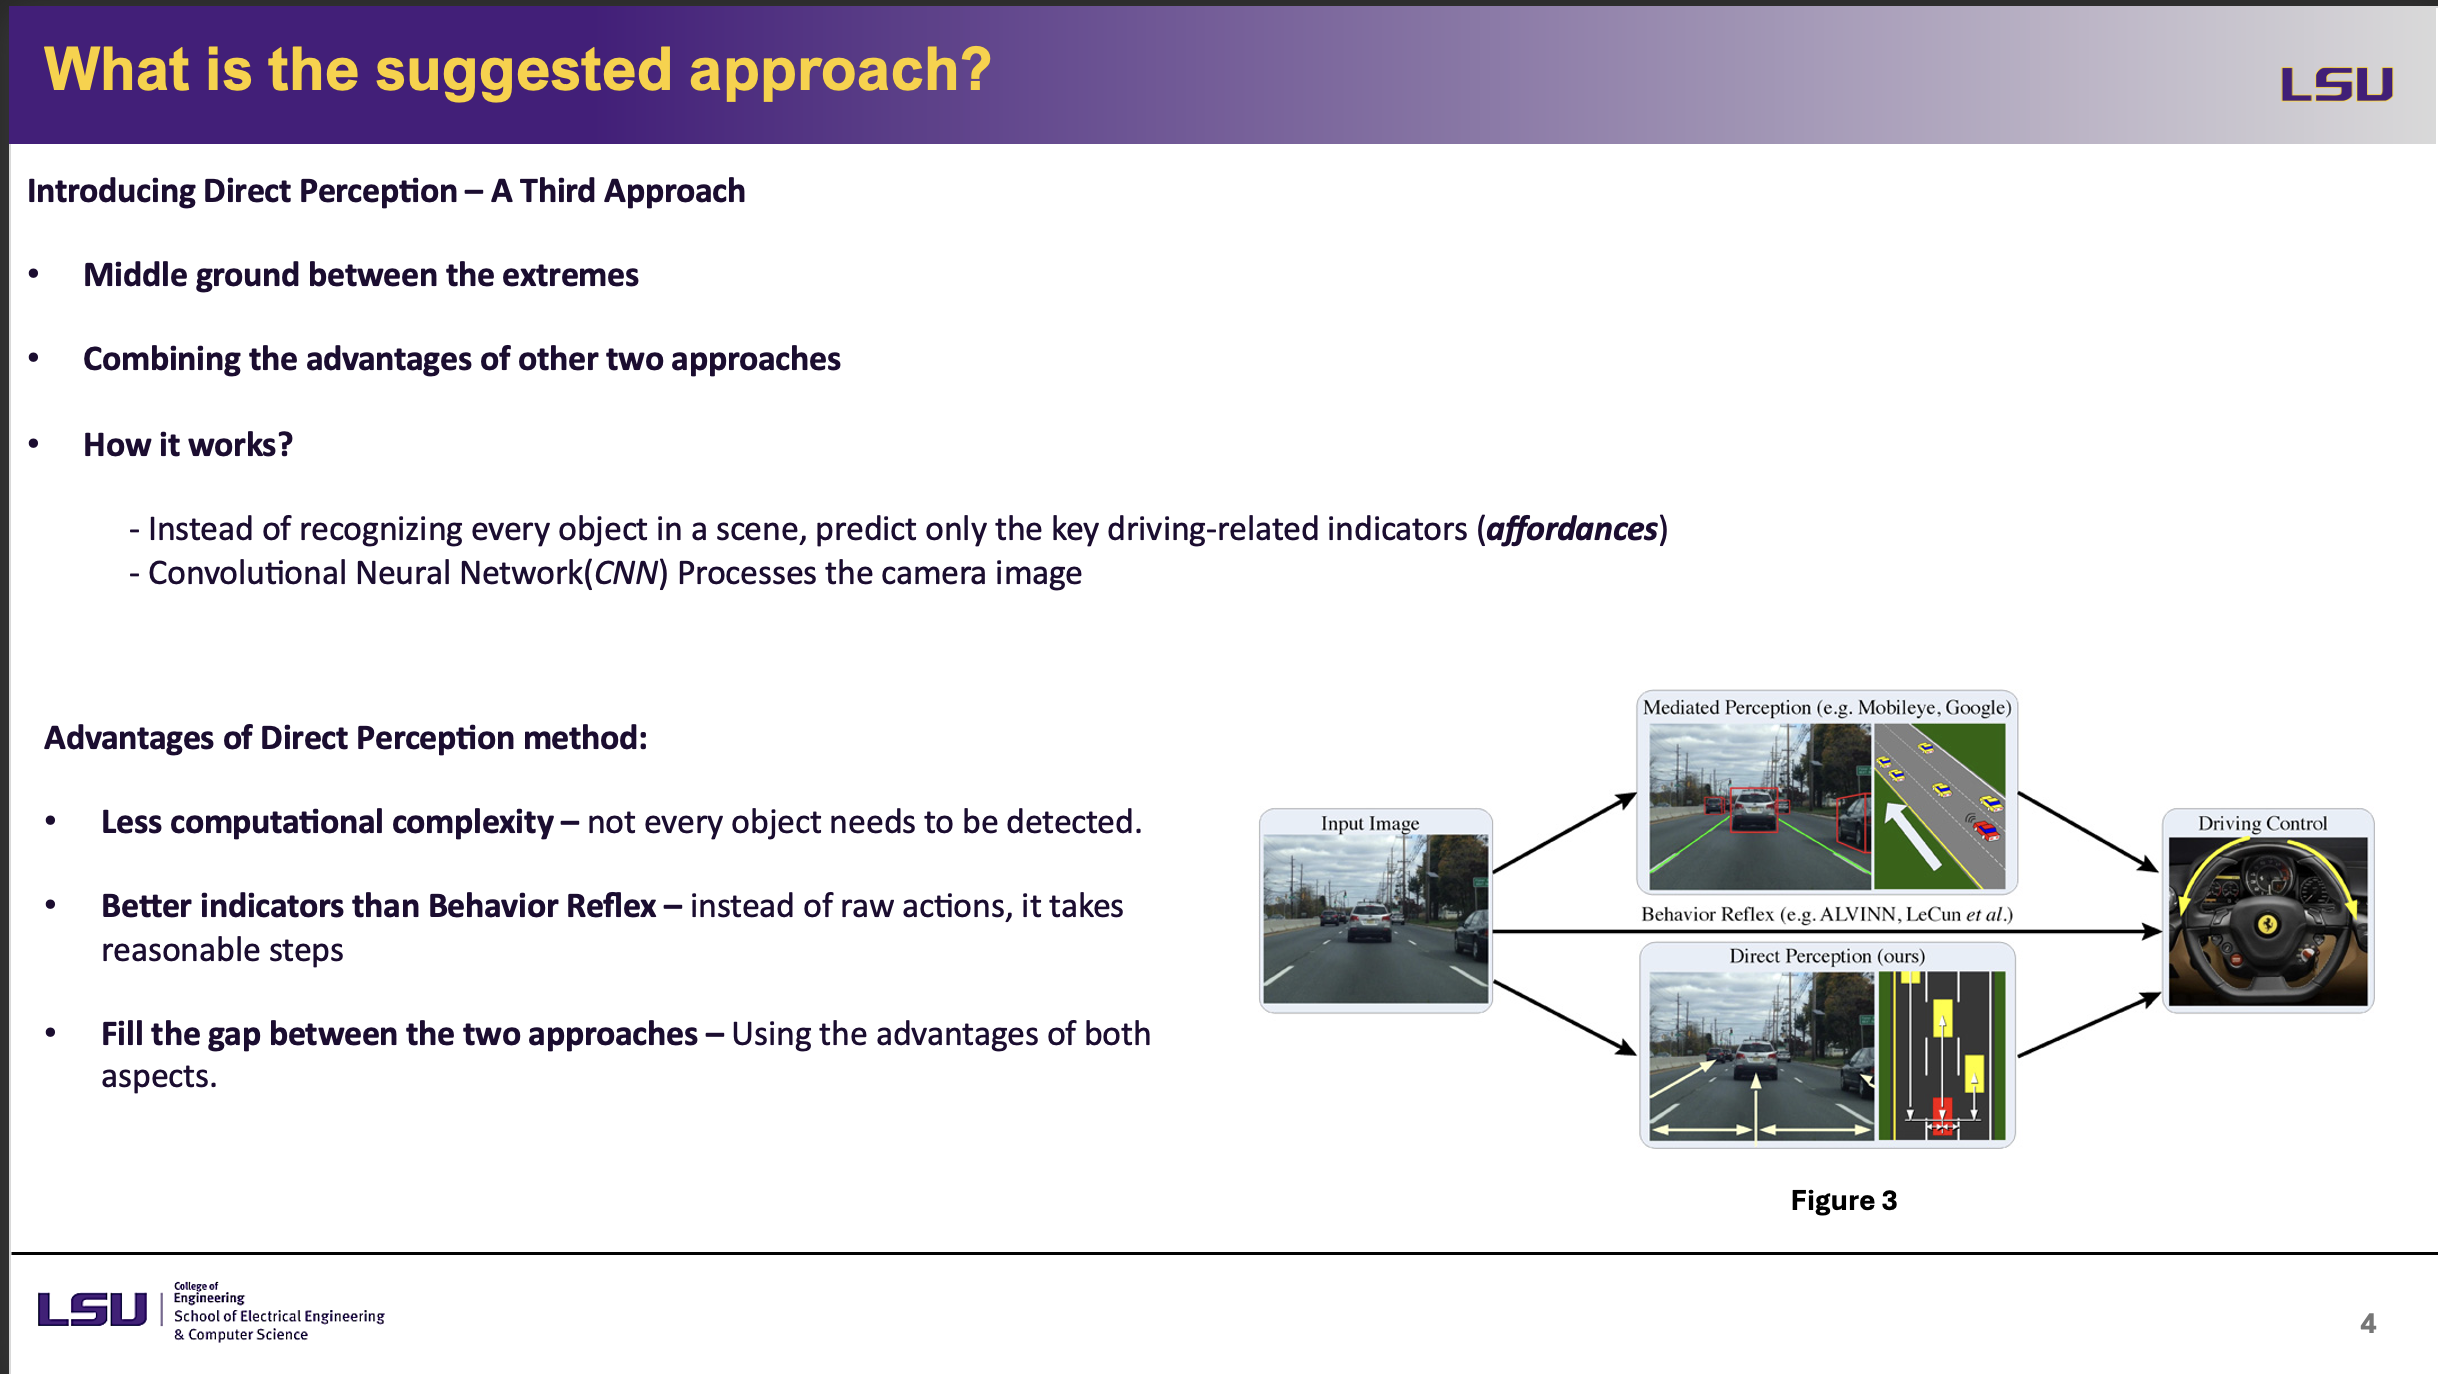 What is the suggested approach?
LSU
Introducing Direct Perception – A Third Approach
• Middle ground between the extremes
• Combining the advantages of other two approaches
• How it works?
- Instead of recognizing every object in a scene, predict only the key driving-related indicators (affordances)
- Convolutional Neural Network(CNN) Processes the camera image
Advantages of Direct Perception method:
• Less computational complexity – not every object needs to be detected.
• Better indicators than Behavior Reflex – instead of raw actions, it takes
reasonable steps
• Fill the gap between the two approaches – Using the advantages of both
aspects.
Input Image
Mediated Perception (e.g. Mobileye, Google)
Behavior Reflex (e.g. ALVINN, LeCun et al.)
Direct Perception (ours)
Driving Control
Figure 3
LSU
College of
Engineering
School of Electrical Engineering
& Computer Science
4